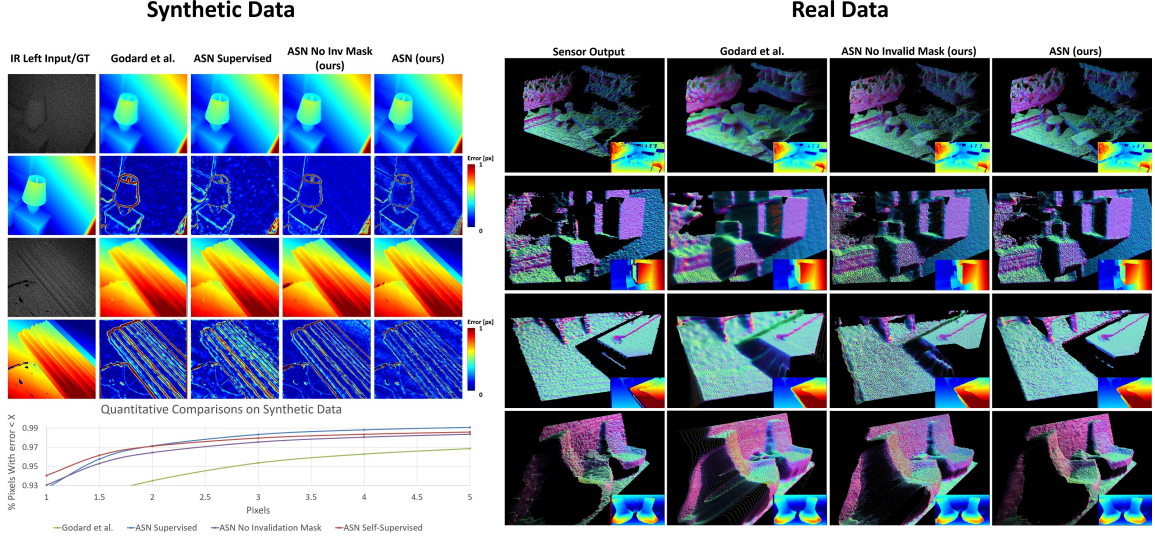 Synthetic Data
Real Data
IR Left Input/GT
Godard et al.
ASN Supervised
ASN No Inv Mask
(ours)
ASN (ours)
Error [px]
1
0
Error [px]
1
0
Sensor Output
Godard et al.
ASN No Invalid Mask (ours)
ASN (ours)
Quantitative Comparisons on Synthetic Data
% Pixels With error < X
0.99
0.97
0.95
0.93
1
1.5
2
2.5
3
3.5
4
4.5
5
Pixels
Godard et al.
ASN Supervised
ASN No Invalidation Mask
ASN Self-Supervised